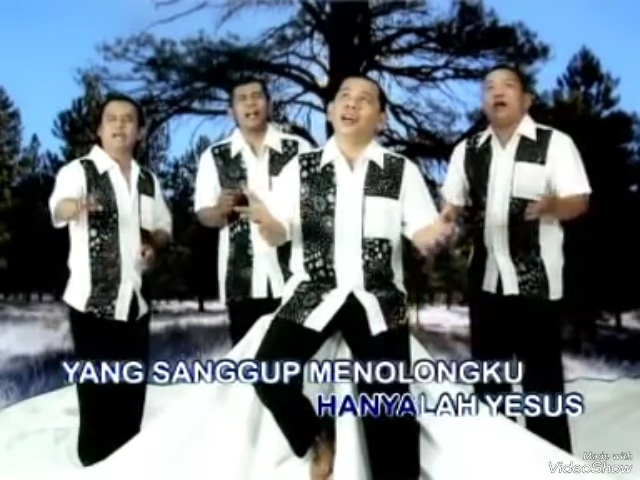 YANG SANGGUP MENOLONGKU
HANYALAH YESUS
Made with
VideoShow